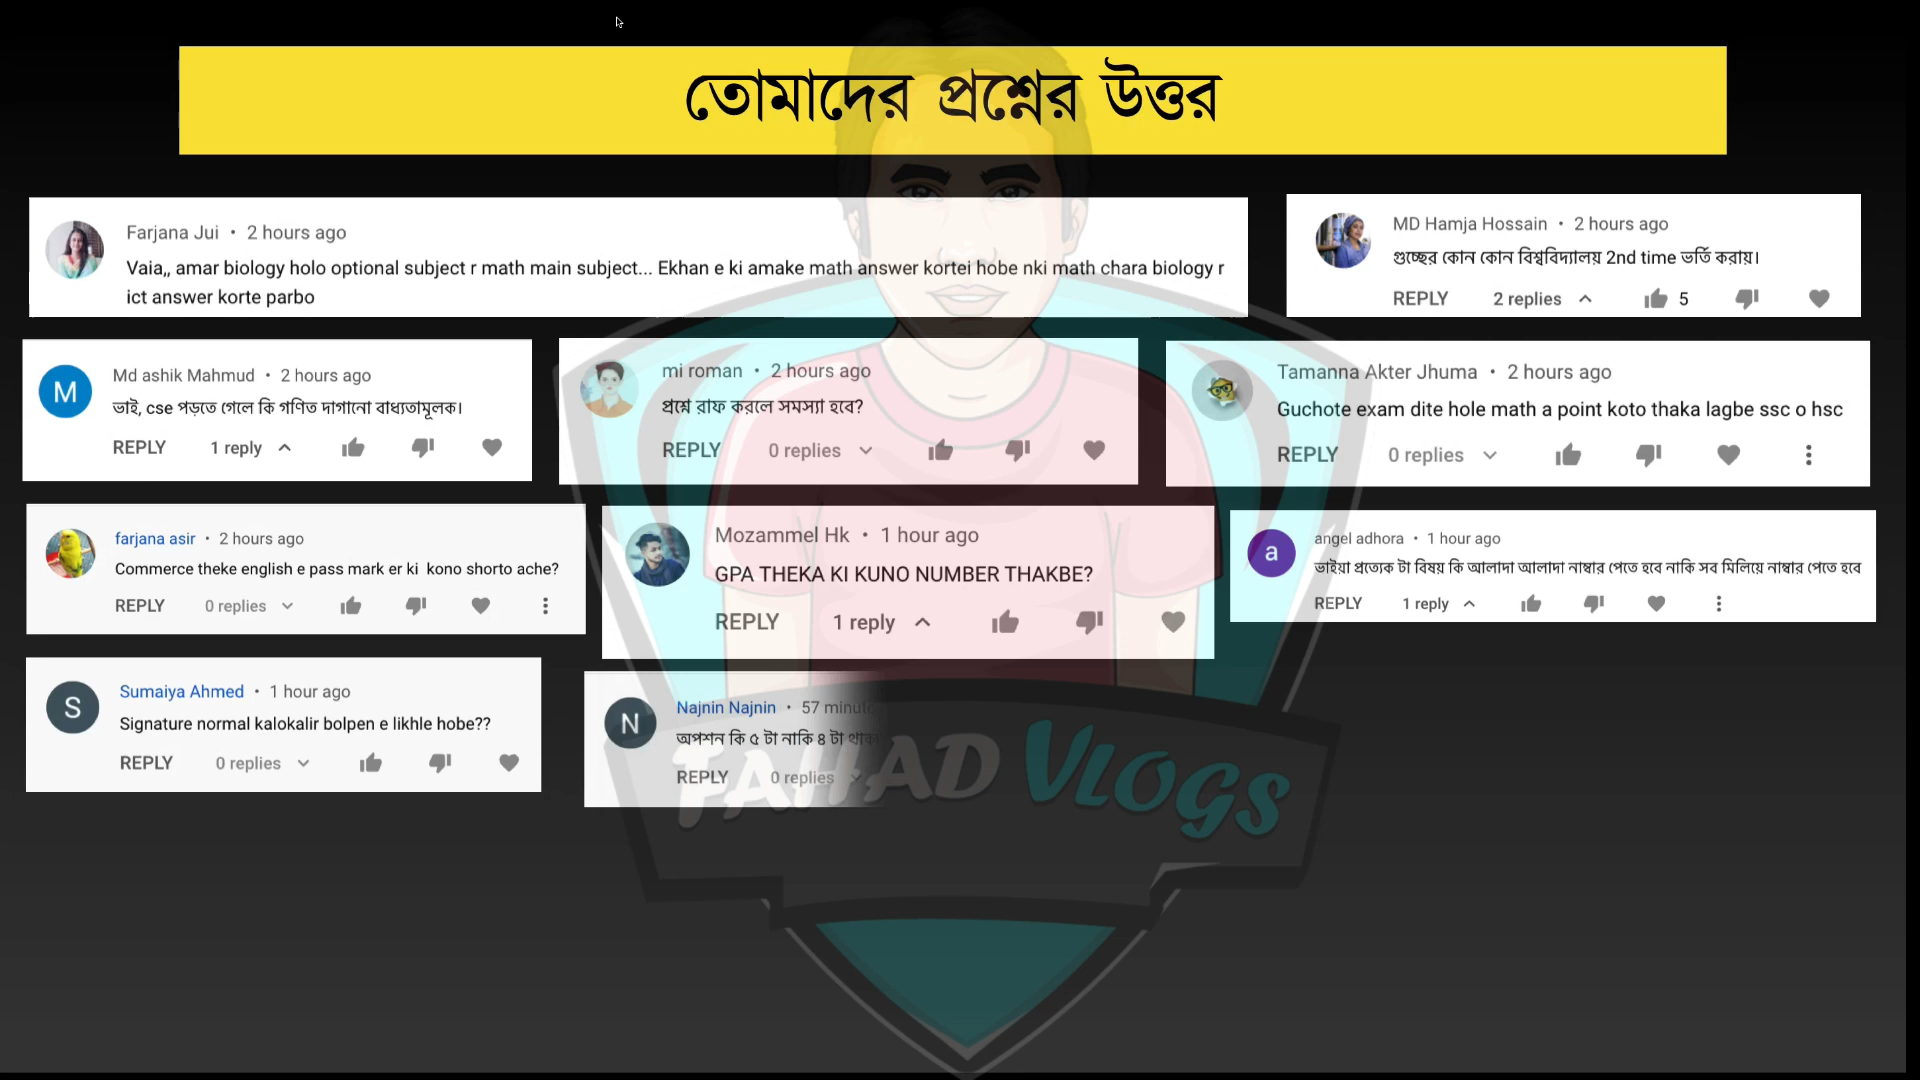 তোমাদের প্রশ্নের উত্তর
Farjana Jui • 2 hours ago
Vaia,, amar biology holo optional subject r math main subject... Ekhan e ki amake math answer kortei hobe nki math chara biology r
ict answer korte parbo
MD Hamja Hossain • 2 hours ago
গুচ্ছের কোন কোন বিশ্ববিদ্যালয় 2nd time ভর্তি করায়।
REPLY 2 replies 5
Md ashik Mahmud • 2 hours ago
ভাই, cse পড়তে গেলে কি গণিত দাগানো বাধ্যতামূলক।
REPLY 1 reply
mi roman • 2 hours ago
প্রশ্নে রাফ করলে সমস্যা হবে?
REPLY 0 replies
Tamanna Akter Jhuma • 2 hours ago
Guchote exam dite hole math a point koto thaka lagbe ssc o hsc
REPLY 0 replies
farjana asir • 2 hours ago
Commerce theke english e pass mark er ki kono shorto ache?
REPLY 0 replies
Mozammel Hk • 1 hour ago
GPA THEKA KI KUNO NUMBER THAKBE?
REPLY 1 reply
angel adhora • 1 hour ago
ভাইয়া প্রত্যেক টা বিষয় কি আলাদা আলাদা নাম্বার পেতে হবে নাকি সব মিলিয়ে নাম্বার পেতে হবে
REPLY 1 reply
Sumaiya Ahmed • 1 hour ago
Signature normal kalokalir bolpen e likhle hobe??
REPLY 0 replies
Najnin Najnin • 57
অপশন কি ৫ টা নাকি ৪ টা
REPLY 0 replies
M
a
S
N
FAHAD VLOGS